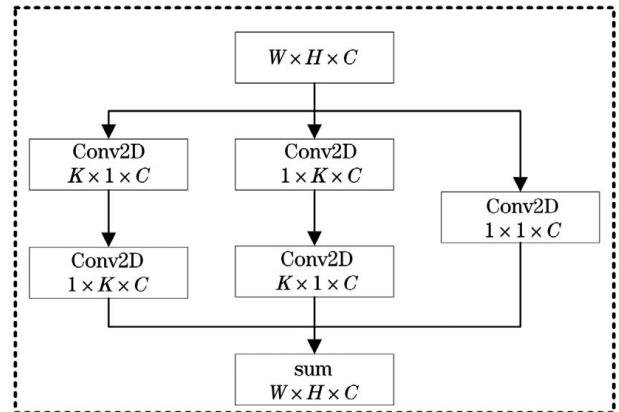 W × H × C
Conv2D
K × 1 × C
Conv2D
1 × K × C
Conv2D
1 × 1 × C
Conv2D
1 × K × C
Conv2D
K × 1 × C
sum
W × H × C